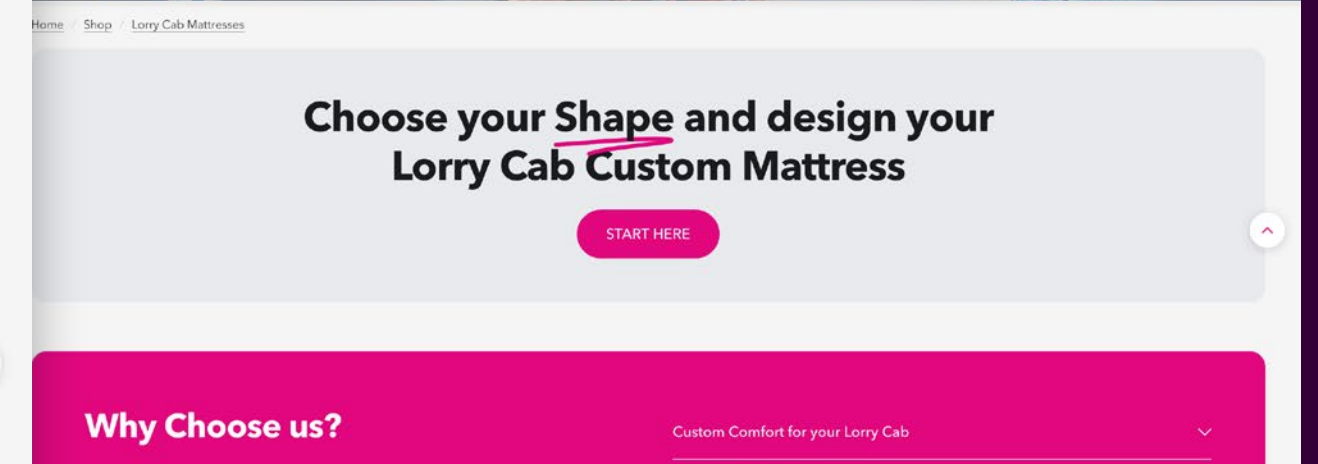 Home / Shop / Lorry Cab Mattresses
Choose your Shape and design your
Lorry Cab Custom Mattress
START HERE
Why Choose us?
Custom Comfort for your Lorry Cab